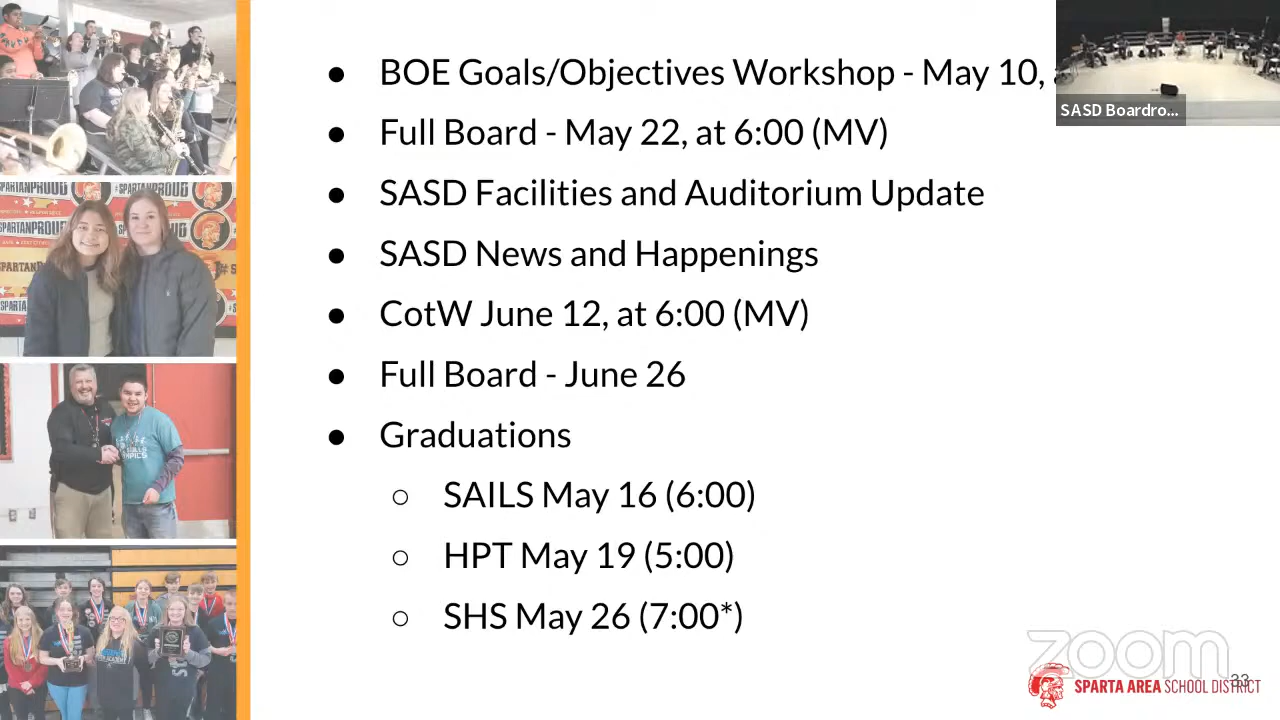 BOE Goals/Objectives Workshop - May 10,
Full Board - May 22, at 6:00 (MV)
SASD Facilities and Auditorium Update
SASD News and Happenings
CotW June 12, at 6:00 (MV)
Full Board - June 26
Graduations
SAILS May 16 (6:00)
HPT May 19 (5:00)
SHS May 26 (7:00*)
SASD Boardro...
#SPARTANPROUD
SPARTANPROUD
zoom
33
SPARTA AREA SCHOOL DISTRICT